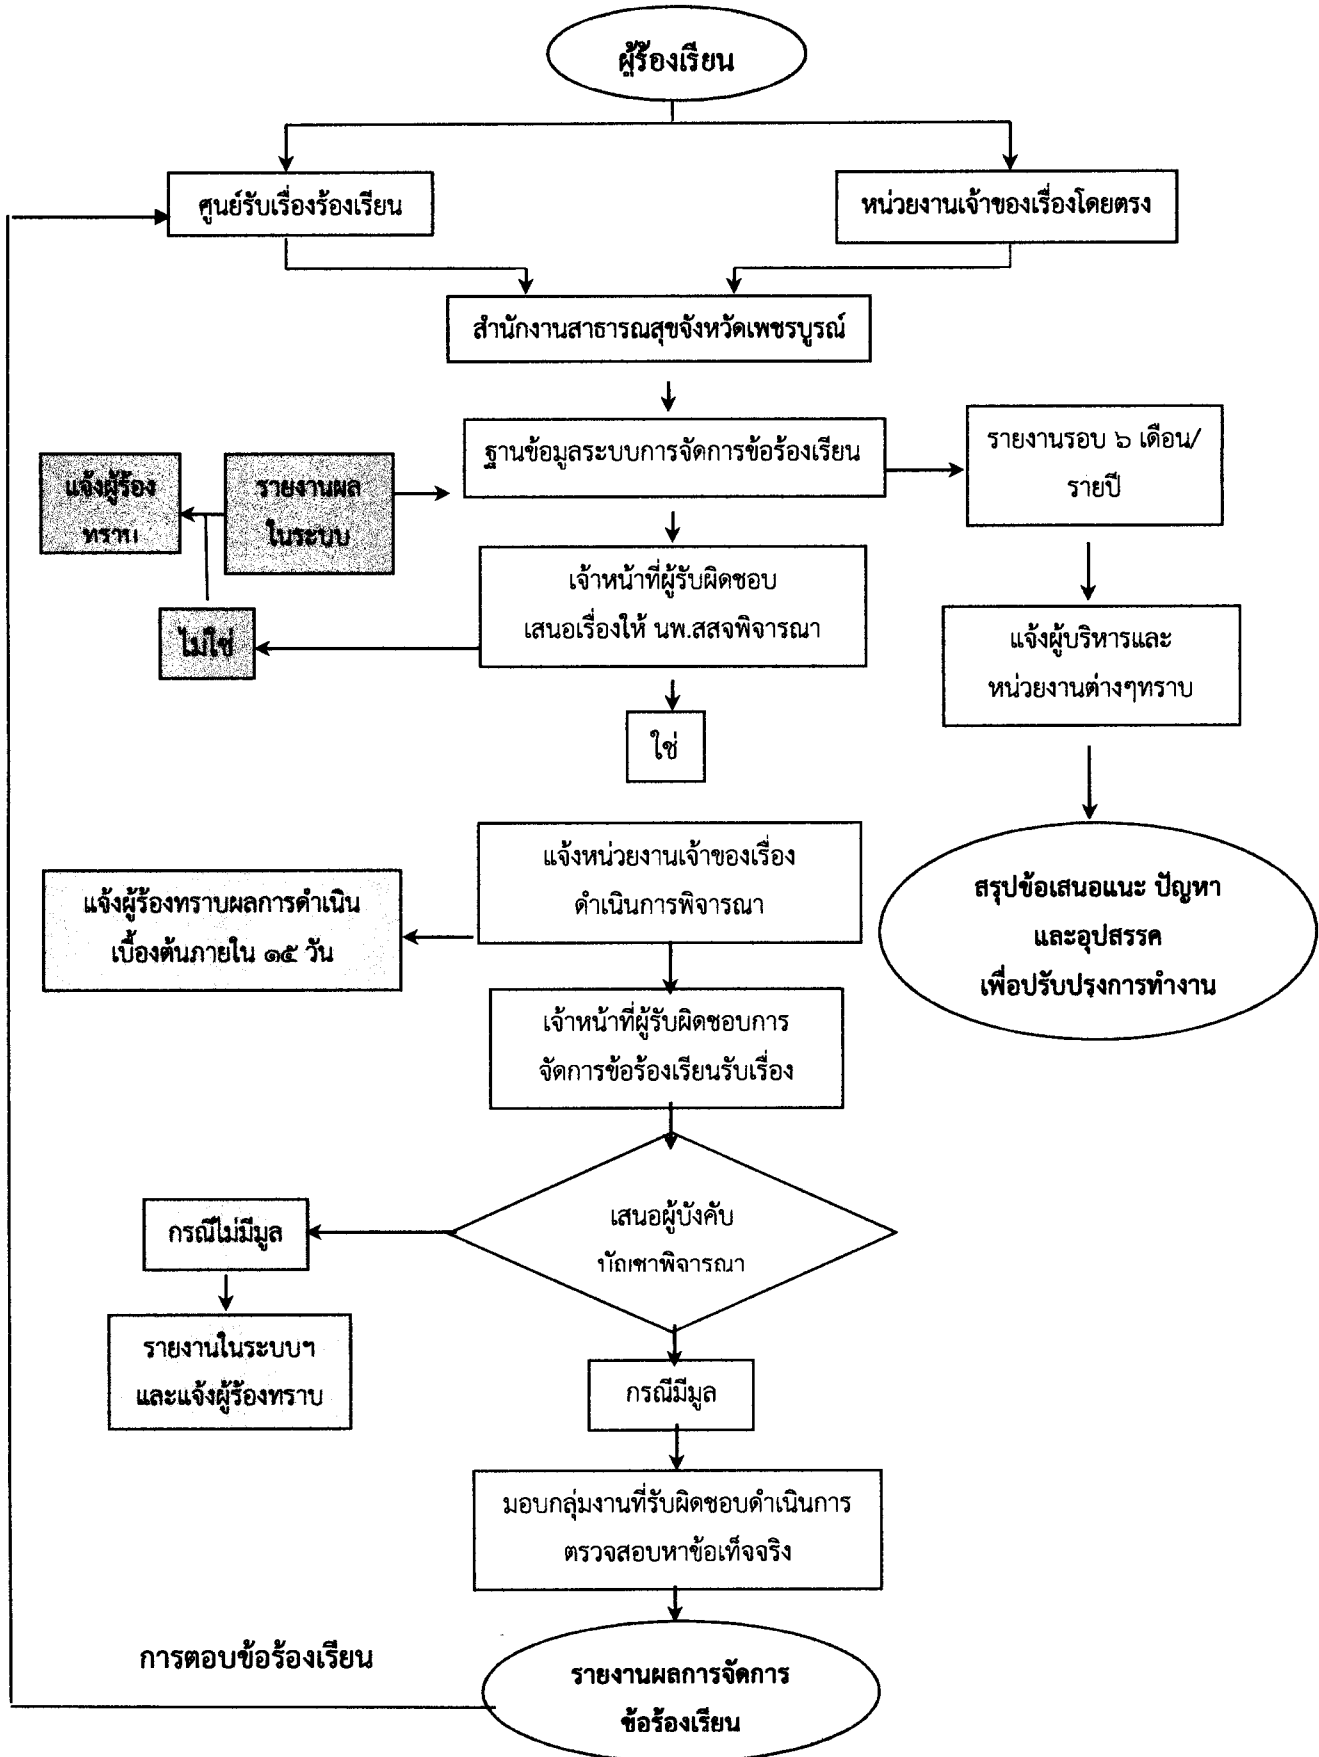 ผู้ร้องเรียน
ศูนย์รับเรื่องร้องเรียน
หน่วยงานเจ้าของเรื่องโดยตรง
สำนักงานสาธารณสุขจังหวัดเพชรบูรณ์
ฐานข้อมูลระบบการจัดการข้อร้องเรียน
รายงานรอบ ๖ เดือน/
รายปี
แจ้งผู้ร้อง
ทราบ
รายงานผล
ในระบบ
เจ้าหน้าที่ผู้รับผิดชอบ
เสนอเรื่องให้ นพ.สสจพิจารณา
ไม่ใช่
แจ้งผู้บริหารและ
หน่วยงานต่างๆทราบ
ใช่
แจ้งหน่วยงานเจ้าของเรื่อง
ดำเนินการพิจารณา
แจ้งผู้ร้องทราบผลการดำเนิน
เบื้องต้นภายใน ๑๕ วัน
สรุปข้อเสนอแนะ ปัญหา
และอุปสรรค
เพื่อปรับปรุงการทำงาน
เจ้าหน้าที่ผู้รับผิดชอบการ
จัดการข้อร้องเรียนรับเรื่อง
เสนอผู้บังคับ
บัญชาพิจารณา
กรณีไม่มีมูล
รายงานในระบบฯ
และแจ้งผู้ร้องทราบ
กรณีมีมูล
มอบกลุ่มงานที่รับผิดชอบดำเนินการ
ตรวจสอบหาข้อเท็จจริง
การตอบข้อร้องเรียน
รายงานผลการจัดการ
ข้อร้องเรียน